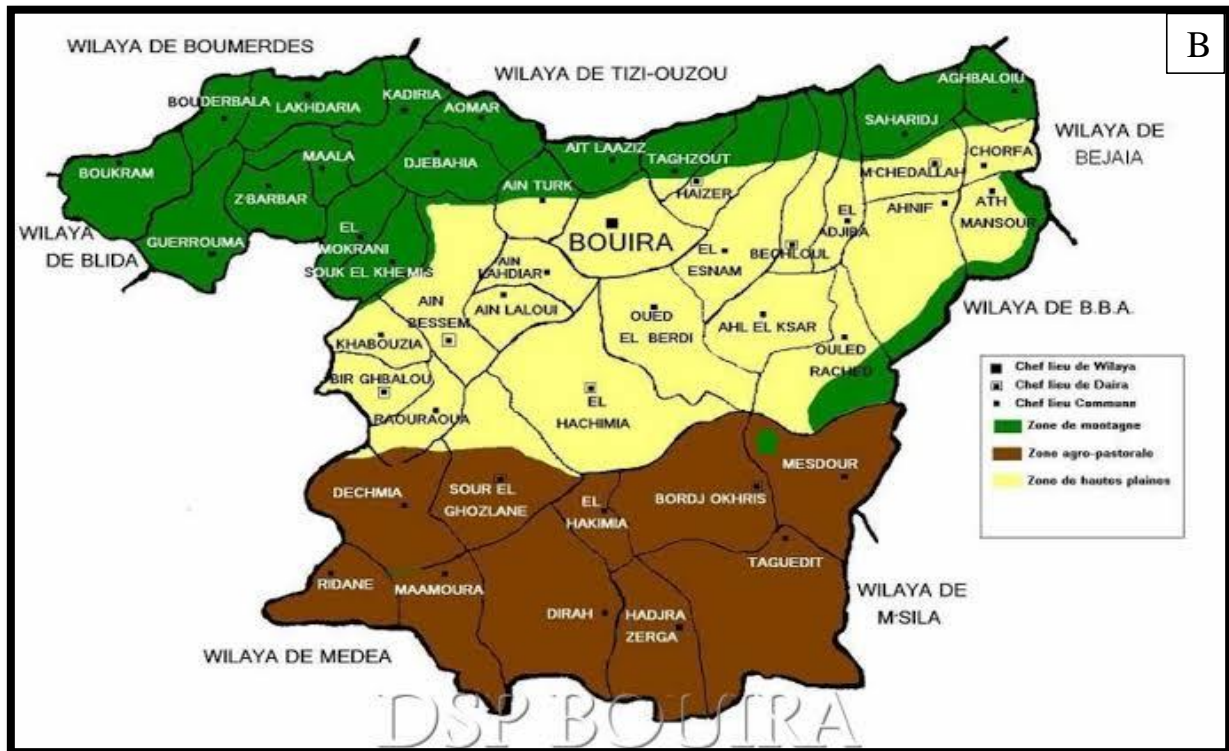 B
WILAYA DE BOUMERDES
WILAYA DE TIZI-OUZOU
AGHBALOIU
KADIRIA
BOUDERBALA
LAKHDARIA
AOMAR
SAHARIDJ
WILAYA DE
BEJAIA
MAALA
DJEBAHIA
AIT LAAZIZ
TAGHZOUT
CHORFA
BOUKRAM
M'CHEDALLAH
HAIZER
Z'BARBAR
AIN TURK
AHNIF
ATH
MANSOUR
WILAYA
DE BLIDA
GUERROUMA
EL
MOKRANI
BOUIRA
EL
ADJIBA
EL
ESNAM
BECHLOUL
SOUK EL KHEMIS
AIN
LAHDIAR
AIN
BESSEM
AIN LALOUI
OUED
EL BERDI
AHL EL KSAR
WILAYA DE B.B.A.
KHABOUZIA
OULED
RACHED
BIR GHBALOU
RAOURAOUA
EL
HACHIMIA
Chef lieu de Wilaya
Chef lieu de Daira
Chef lieu Commune
Zone de montagne
Zone agro-pastorale
Zone de hautes plaines
MESDOUR
DECHMIA
SOUR EL
GHOZLANE
EL
HAKIMIA
BORDJ OKHRIS
TAGUEDIT
RIDANE
MAAMOURA
DIRAH
HADJRA
ZERGA
WILAYA DE
M'SILA
WILAYA DE MEDEA
DSP BOUIRA